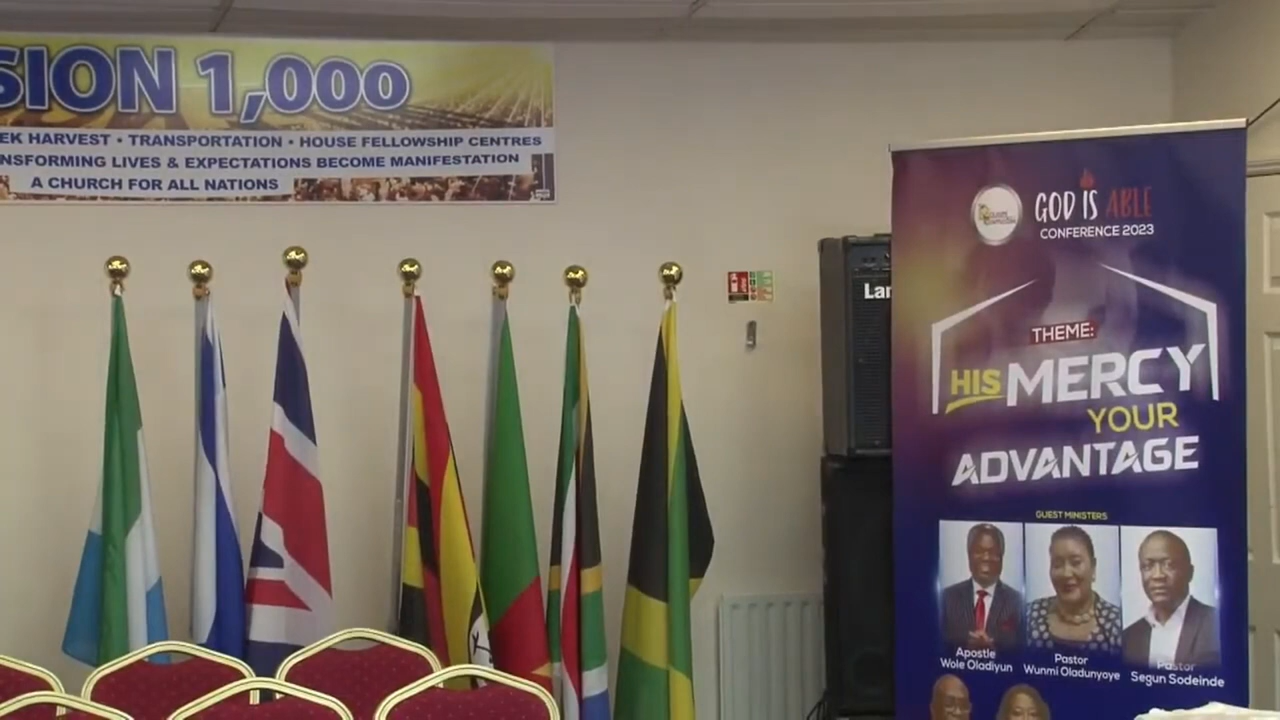 SION 1,000
EK HARVEST • TRANSPORTATION • HOUSE FELLOWSHIP CENTRES
NSFORMING LIVES & EXPECTATIONS BECOME MANIFESTATION
A CHURCH FOR ALL NATIONS
Lan
GOD IS ABLE
CONFERENCE 2023
THEME:
HIS MERCY
YOUR
ADVANTAGE
GUEST MINISTERS
Apostle
Wole Oladiyun
Pastor
Wunmi Oladunyoye
Pastor
Segun Sodeinde